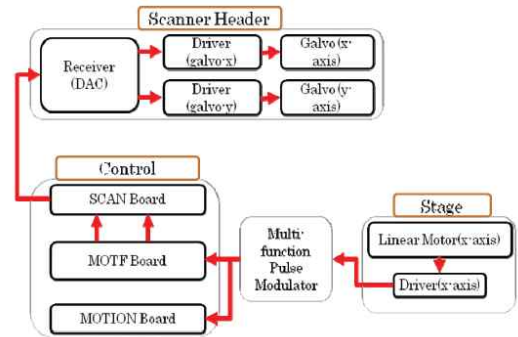 Scanner Header
Receiver
(DAC)
Driver
(galvo-x)
Galvo(x-
axis)
Driver
(galvo-y)
Galvo(y-
axis)
Control
SCAN Board
MOTF Board
MOTION Board
Multi-
function
Pulse
Modulator
Stage
Linear Motor(x-axis)
Driver(x-axis)